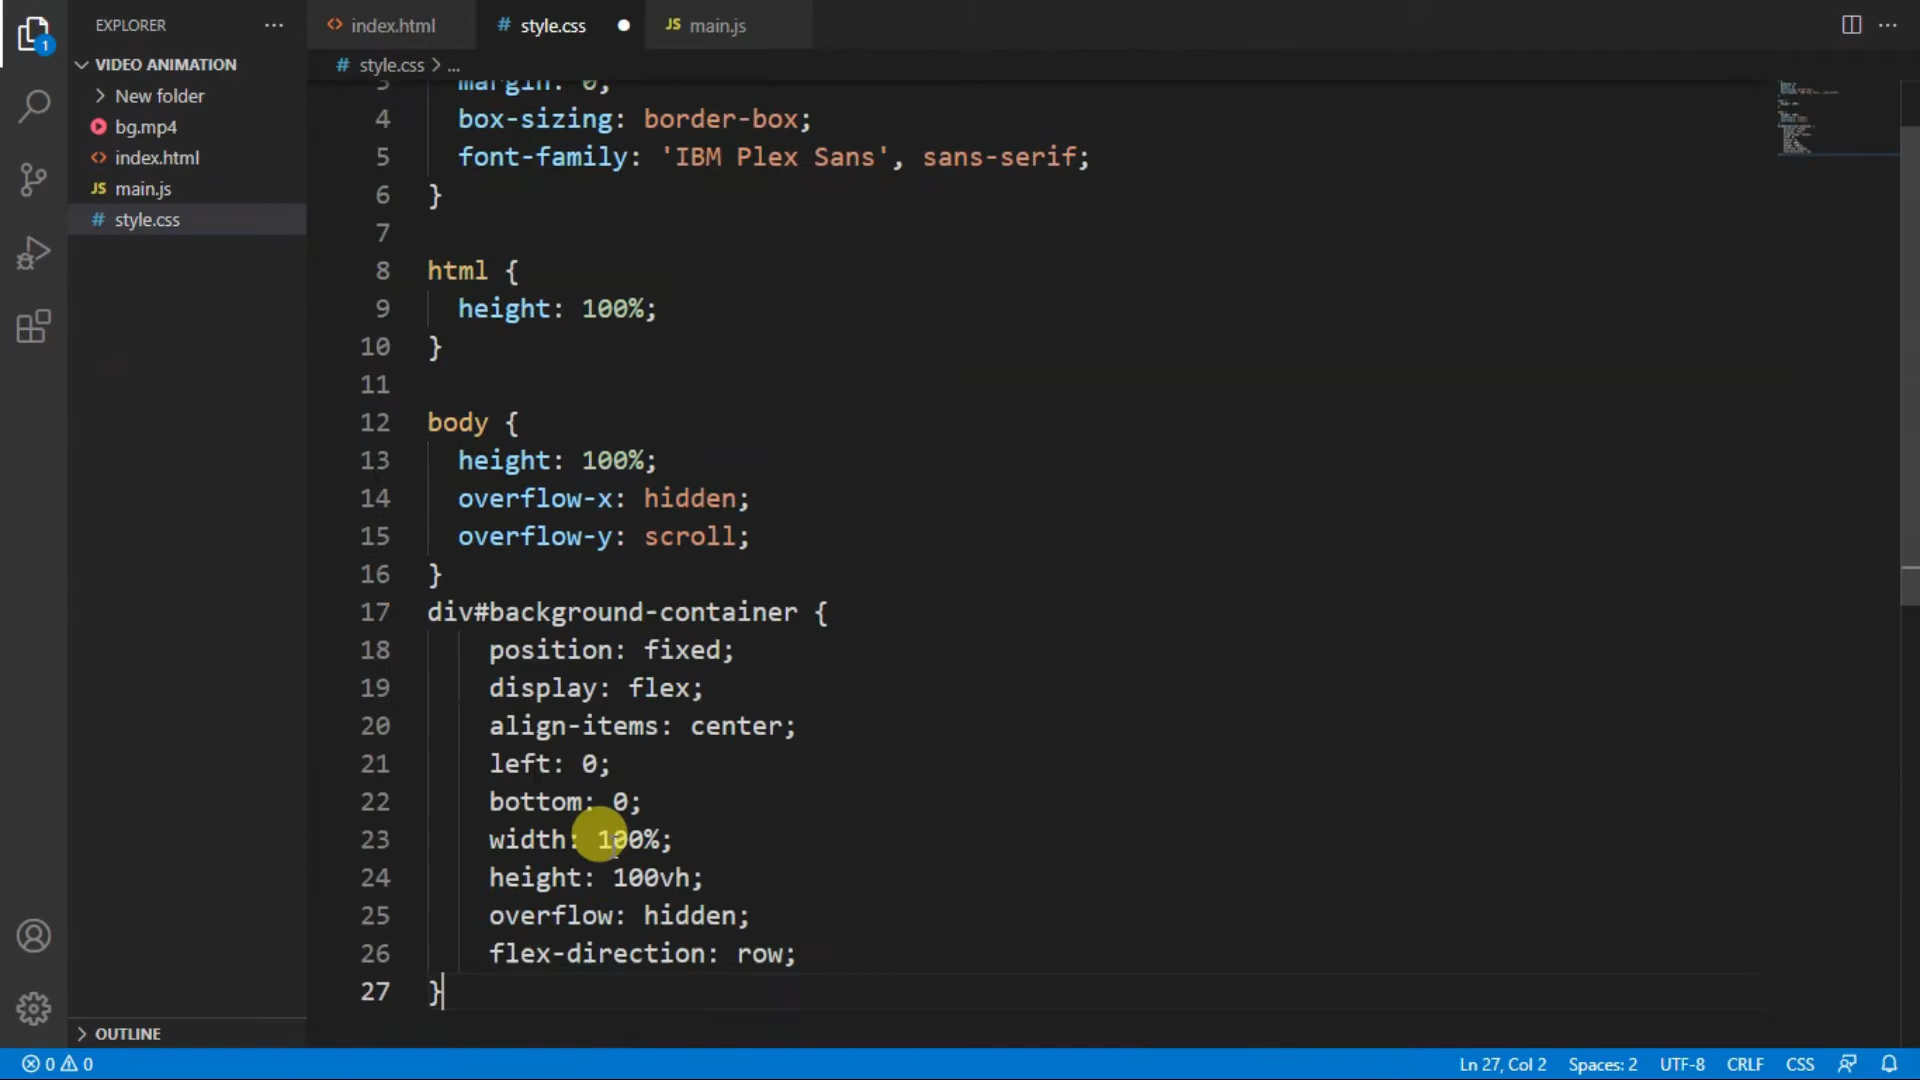 EXPLORER
index.html
style.css
JS main.js
VIDEO ANIMATION
# style.css > ...
New folder
bg.mp4
index.html
JS main.js
# style.css
3 margin: 0;
4 box-sizing: border-box;
5 font-family: 'IBM Plex Sans', sans-serif;
6 }
7
8 html {
9 height: 100%;
10 }
11
12 body {
13 height: 100%;
14 overflow-x: hidden;
15 overflow-y: scroll;
16 }
17 div#background-container {
18 position: fixed;
19 display: flex;
20 align-items: center;
21 left: 0;
22 bottom: 0;
23 width: 100%;
24 height: 100vh;
25 overflow: hidden;
26 flex-direction: row;
27 }
1
OUTLINE
0 0 Ln 27, Col 2 Spaces: 2 UTF-8 CRLF CSS